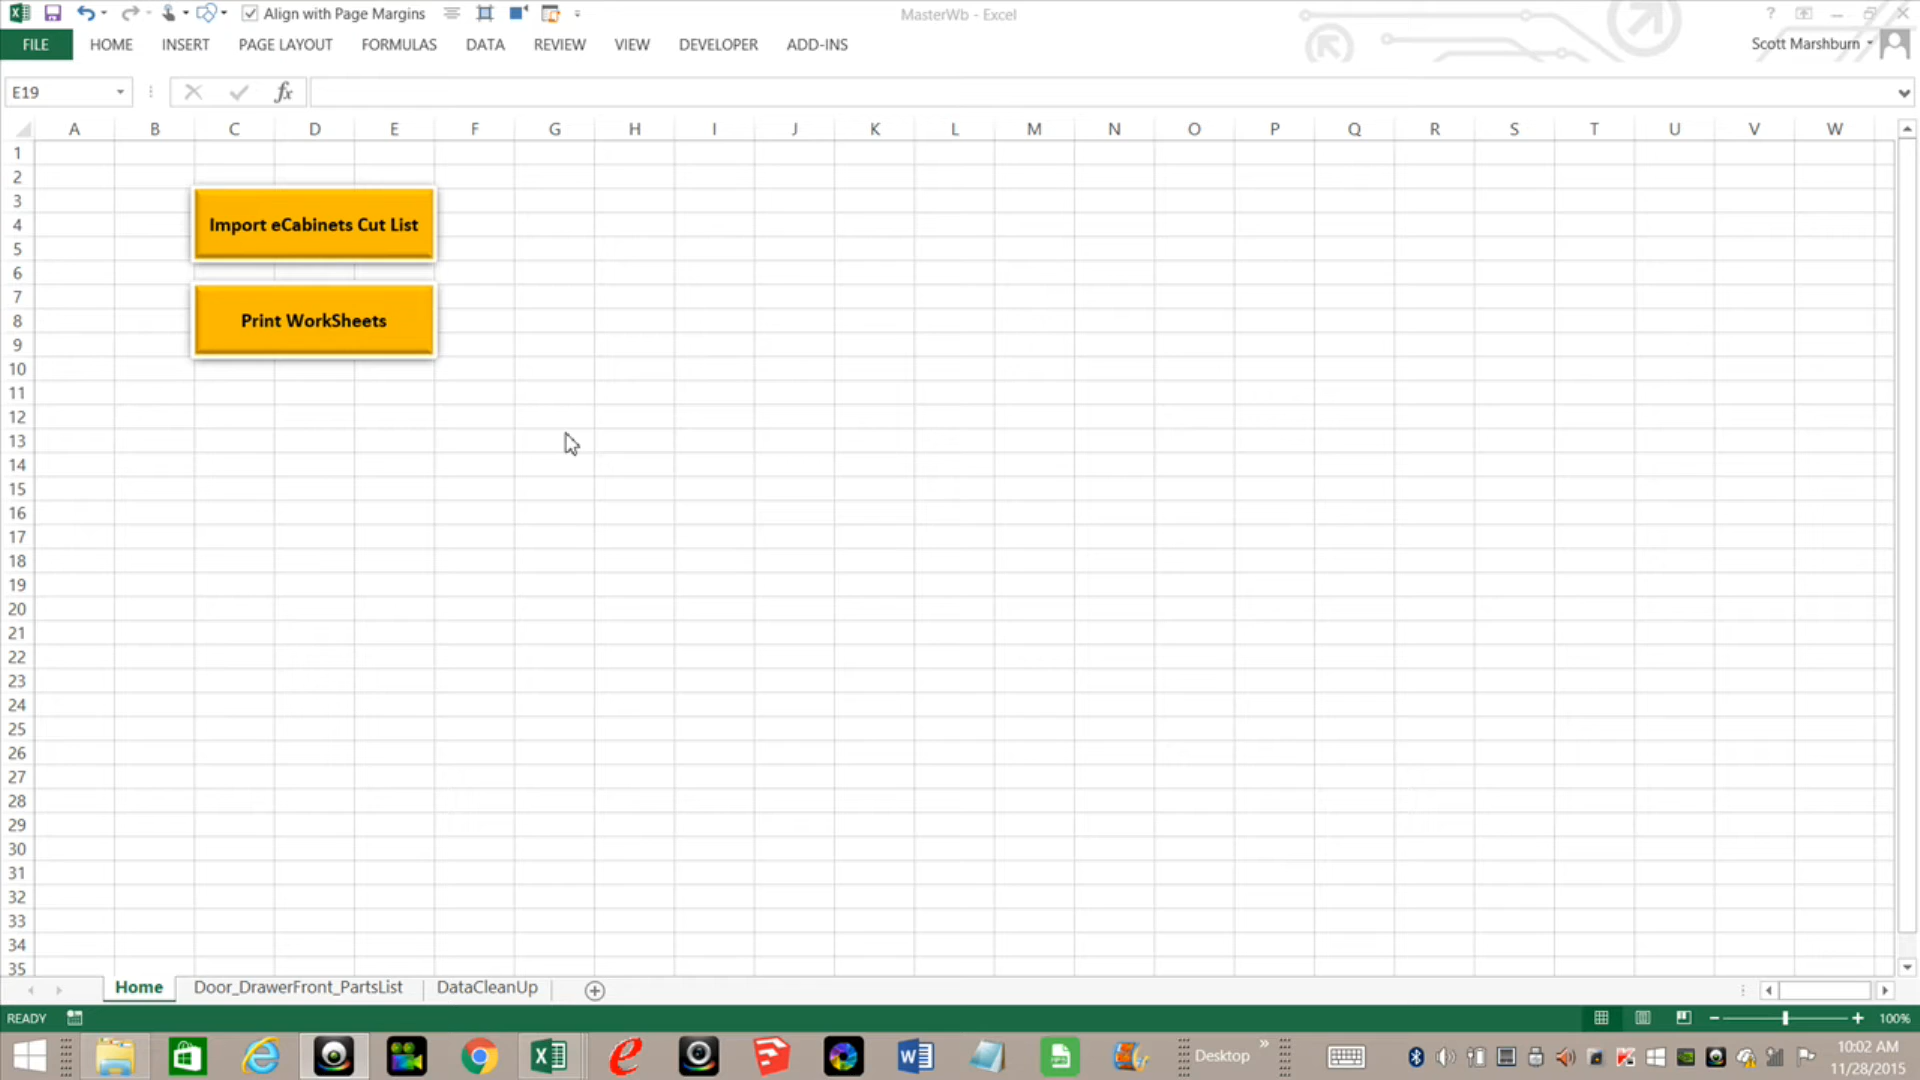 Align with Page Margins
MasterWb - Excel
?
FILE HOME INSERT PAGE LAYOUT FORMULAS DATA REVIEW VIEW DEVELOPER ADD-INS
Scott Marshburn
E19
fx
A B C D E F G H I J K L M N O P Q R S T U V W
1
2
3
4
5
6
7
8
9
10
11
12
13
14
15
16
17
18
19
20
21
22
23
24
25
26
27
28
29
30
31
32
33
34
35
Import eCabinets Cut List
Print WorkSheets
Home Door_DrawerFront_PartsList DataCleanUp
READY
100%
Desktop
10:02 AM
11/28/2015